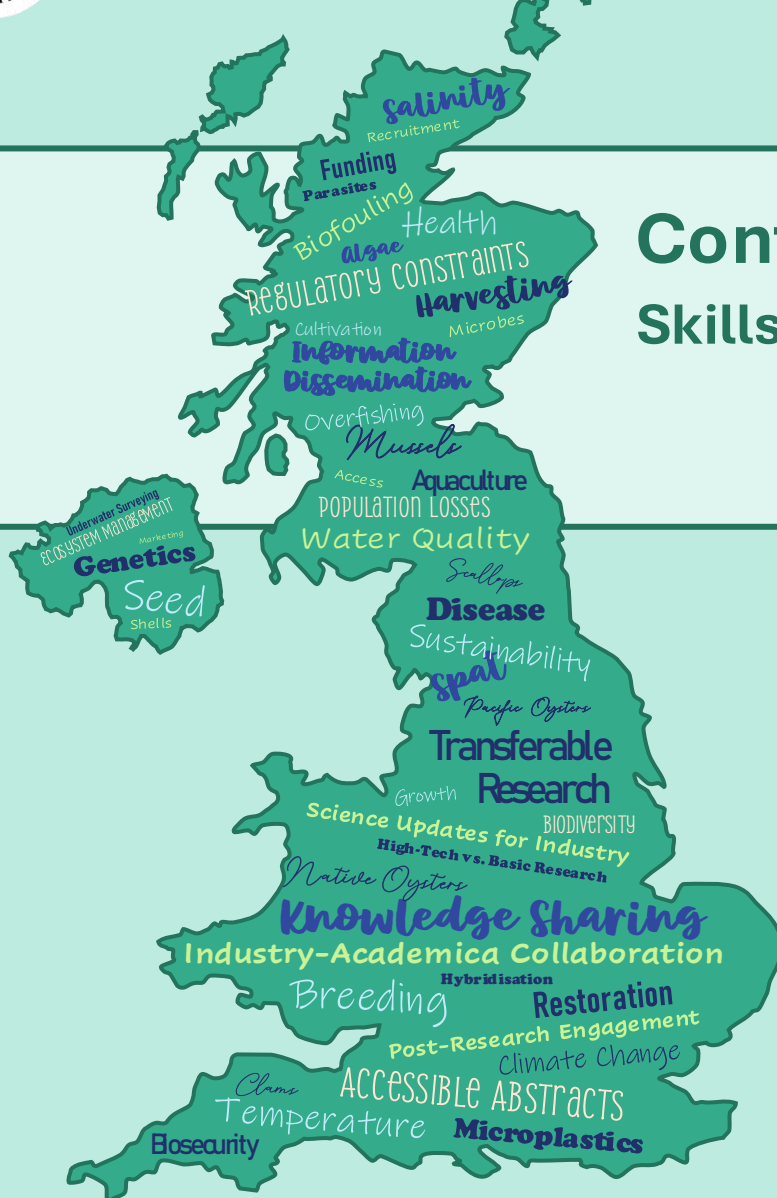 Salinity
Recruitment
Funding
Parasites
Biofouling
Health
Algae
Regulatory Constraints
Harvesting
Cultivation
Microbes
Information
Dissemination
Overfishing
Mussels
Access
Aquaculture
Population Losses
Water Quality
Underwater Surveying
Ecosystem Management
Marketing
Genetics
Seed
Shells
Scallops
Disease
Sustainability
Spat
Pacific Oysters
Transferable
Research
Growth
Biodiversity
Science Updates for Industry
High-Tech vs. Basic Research
Native Oysters
Knowledge Sharing
Industry-Academica Collaboration
Hybridisation
Breeding
Restoration
Post-Research Engagement
Climate Change
Clams
Accessible Abstracts
Temperature
Microplastics
Biosecurity
Skills